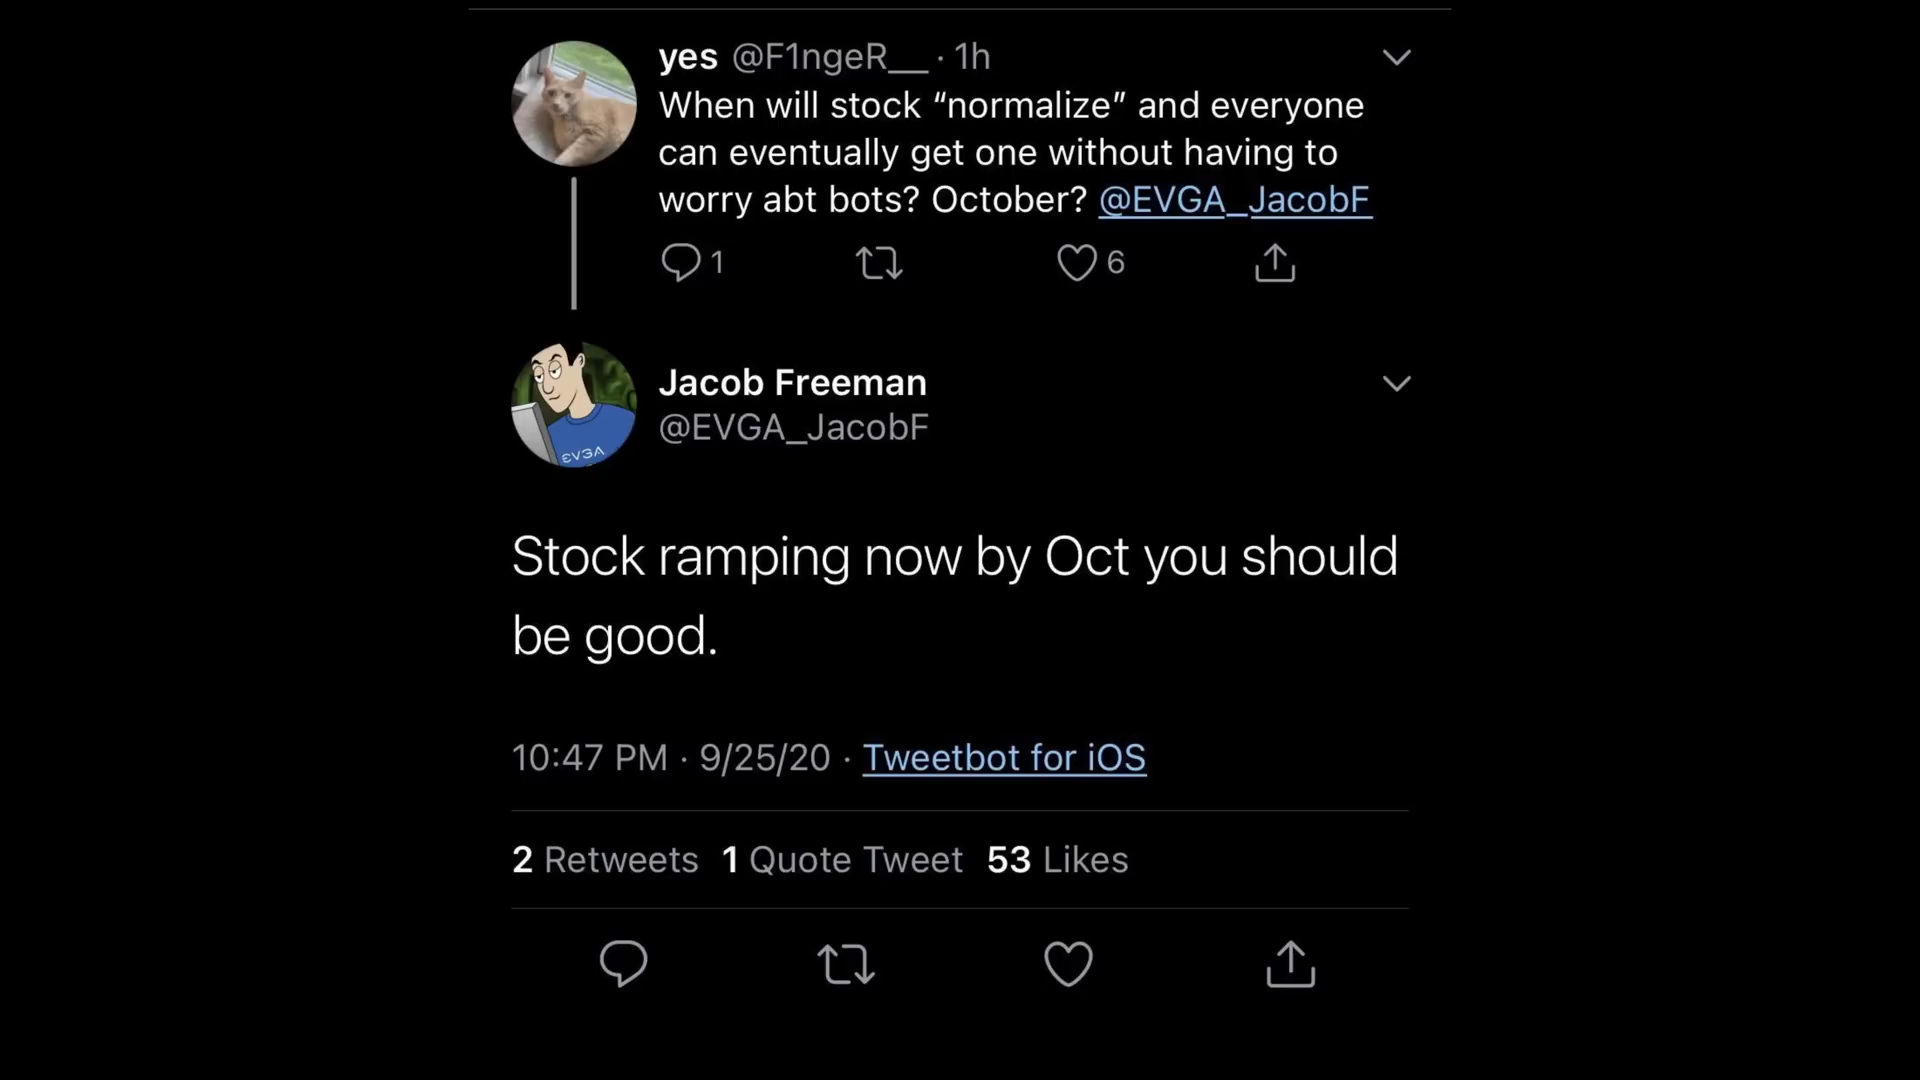 yes @F1ngeR__ · 1h
When will stock “normalize” and everyone
can eventually get one without having to
worry abt bots? October? @EVGA_JacobF
1 6
Jacob Freeman
@EVGA_JacobF
EVGA
Stock ramping now by Oct you should
be good.
10:47 PM · 9/25/20 · Tweetbot for iOS
2 Retweets 1 Quote Tweet 53 Likes